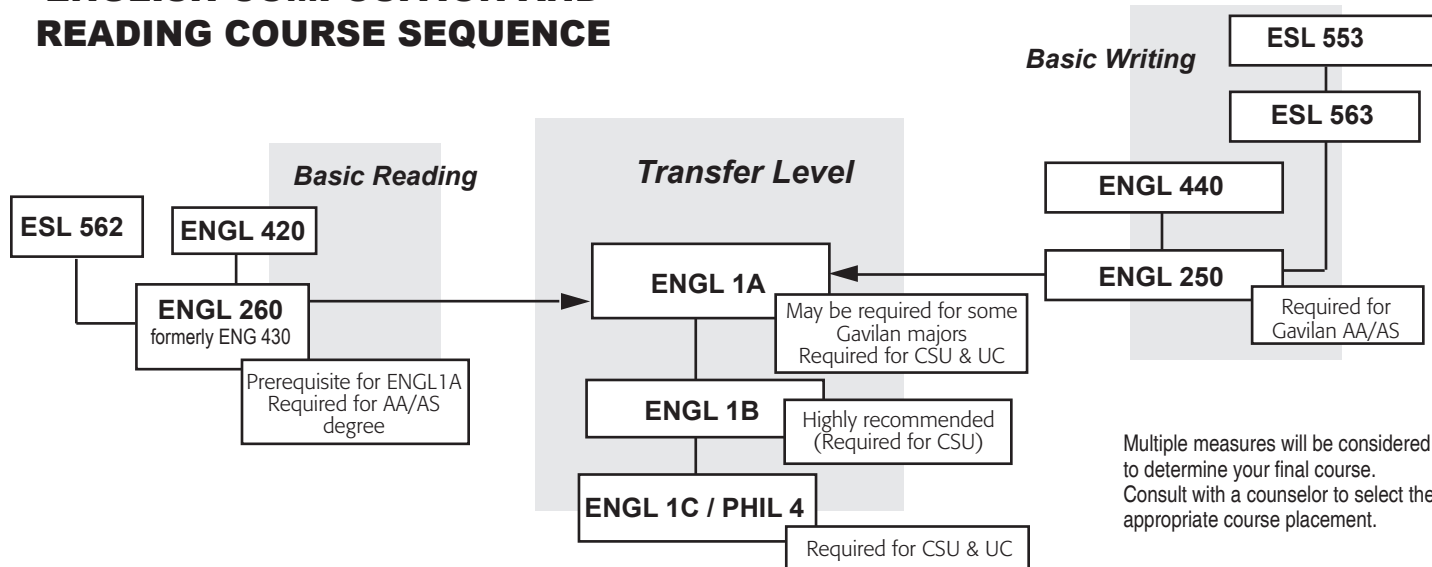 READING COURSE SEQUENCE
Basic Reading
ESL 562
ENGL 420
ENGL 260
formerly ENG 430
Prerequisite for ENGL1A
Required for AA/AS
degree
Transfer Level
ENGL 1A
May be required for some
Gavilan majors
Required for CSU & UC
ENGL 1B
Highly recommended
(Required for CSU)
ENGL 1C / PHIL 4
Required for CSU & UC
Basic Writing
ESL 553
ESL 563
ENGL 440
ENGL 250
Required for
Gavilan AA/AS
Multiple measures will be considered
to determine your final course.
Consult with a counselor to select the
appropriate course placement.